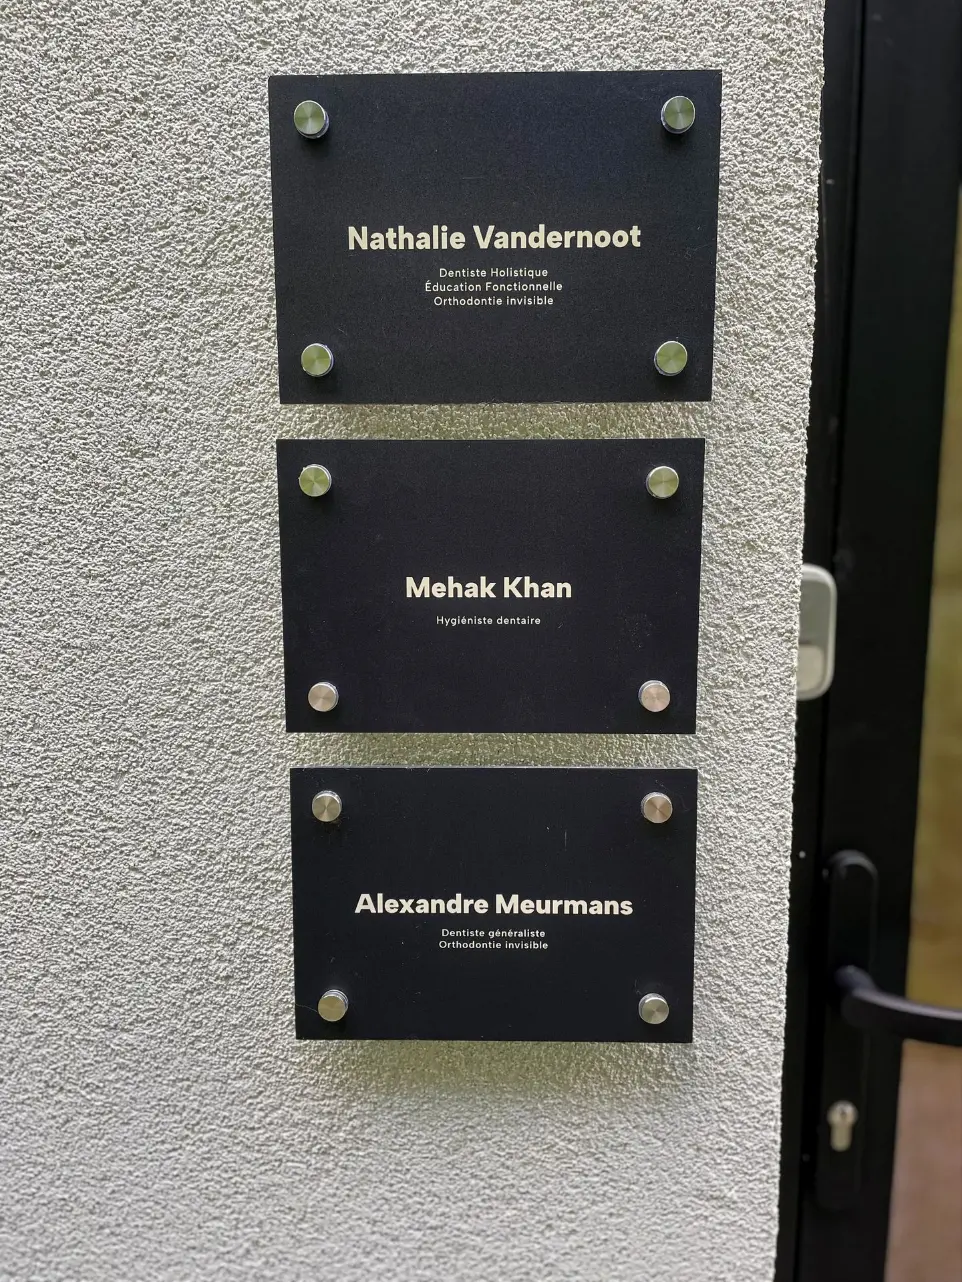 Nathalie Vandernoot
Dentiste Holistique
Éducation Fonctionnelle
Orthodontie invisible
Mehak Khan
Hygiéniste dentaire
Alexandre Meurmans
Dentiste généraliste
Orthodontie invisible